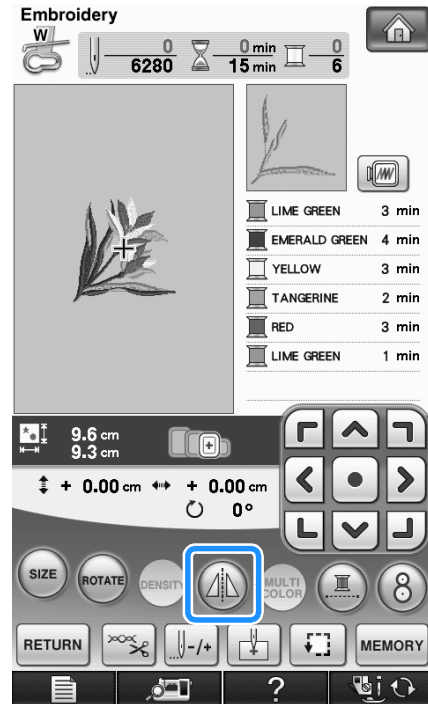 Embroidery
W
0 0 min 0
6280 15 min 6
LIME GREEN 3 min
EMERALD GREEN 4 min
YELLOW 3 min
TANGERINE 2 min
RED 3 min
LIME GREEN 1 min
9.6 cm
9.3 cm
+ 0.00 cm + 0.00 cm
0°
SIZE
ROTATE
DENSITY
MULTI
COLOR
8
RETURN
-/+
MEMORY
?